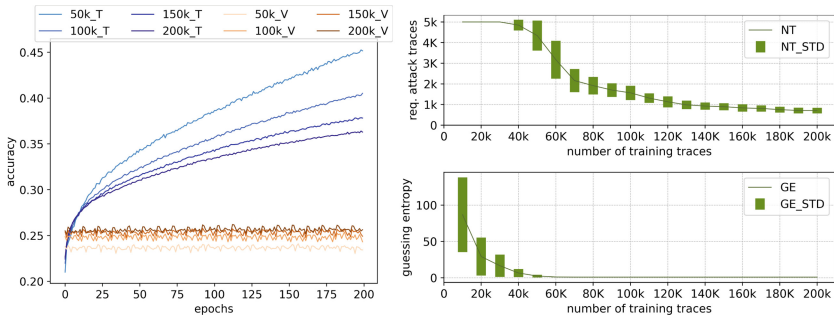 50k_T 150k_T 50k_V 150k_V
100k_T 200k_T 100k_V 200k_V
0.45
0.40
0.35
0.30
0.25
0.20
accuracy
0 25 50 75 100 125 150 175 200
epochs
5k
4k
3k
2k
1k
0
req. attack traces
NT
NT_STD
0 20k 40K 60K 80K 100K 120K 140K 160K 180K 200k
number of training traces
100
50
0
guessing entropy
GE
GE_STD
0 20k 40K 60K 80K 100K 120K 140K 160K 180K 200k
number of training traces